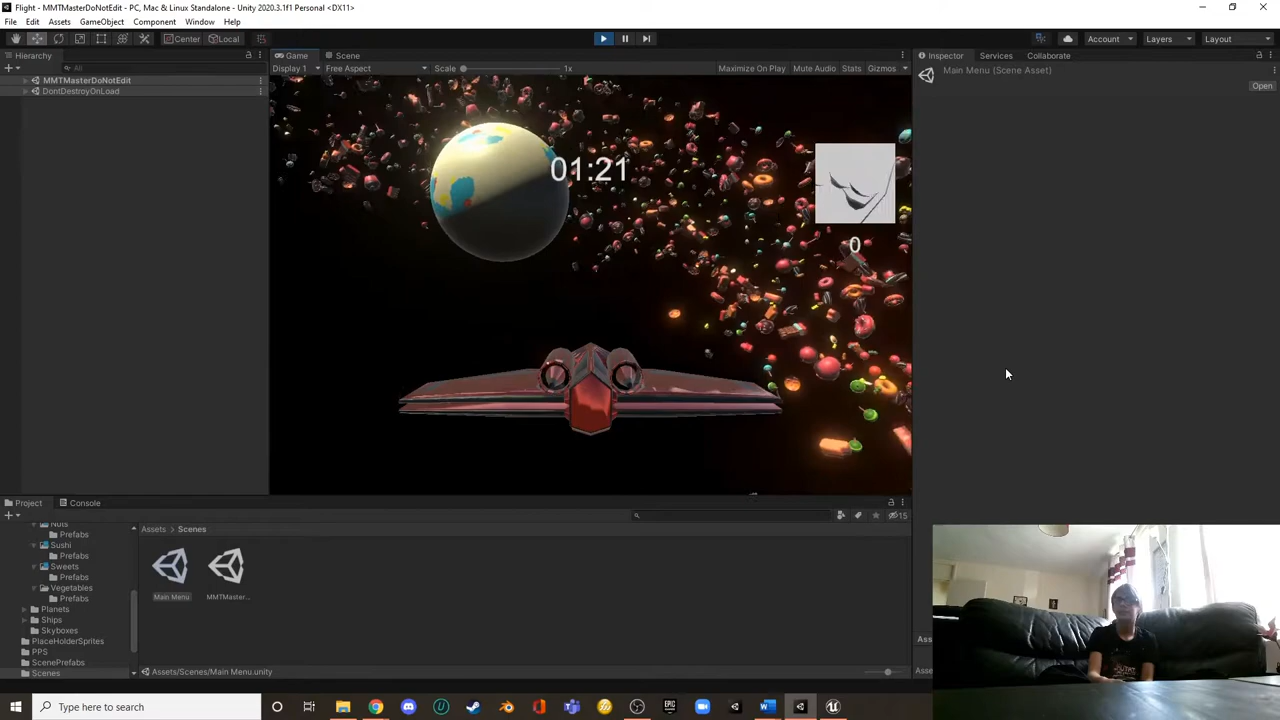 Flight - MMTMasterDoNotEdit - PC, Mac & Linux Standalone - Unity 2020.3.1f1 Personal <DX11>
File Edit Assets GameObject Component Window Help
Center Local Account Layers Layout
Hierarchy Game Scene Inspector Services Collaborate
All Display 1 Free Aspect Scale 1x Maximize On Play Mute Audio Stats Gizmos Main Menu (Scene Asset)
MMTMasterDoNotEdit Open
DontDestroyOnLoad
01:21
0
Project Console
15
Nuts Assets > Scenes
Prefabs
Sushi
Prefabs
Sweets
Prefabs
Vegetables
Prefabs Main Menu MMTMaster...
Planets
Ships
Skyboxes
PlaceHolderSprites
PPS
ScenePrefabs
Scenes Assets/Scenes/Main Menu.unity
Type here to search